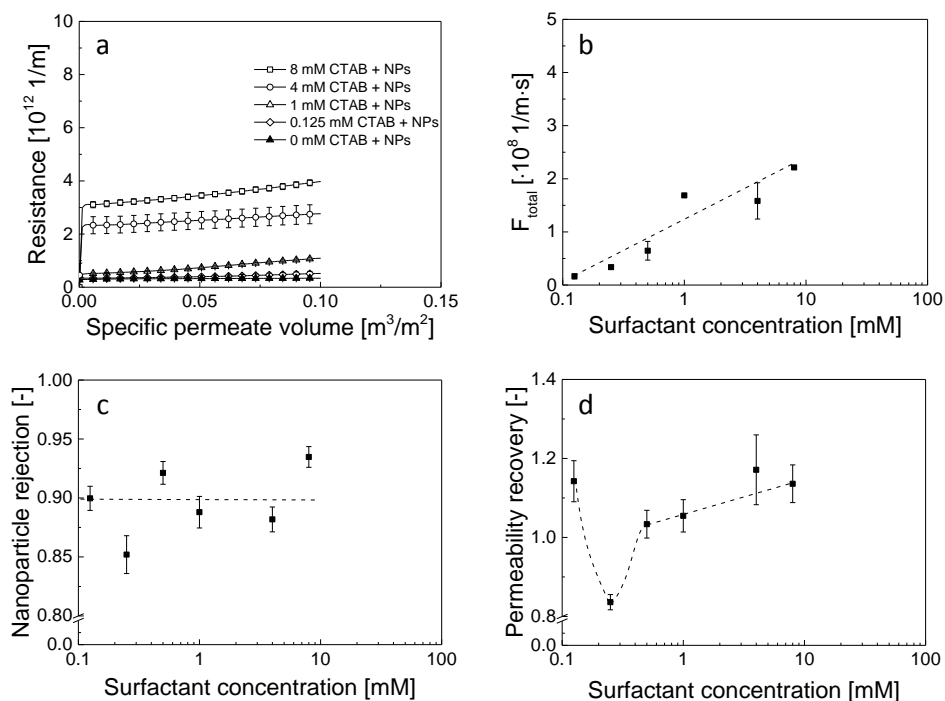 a
10
8
6
4
2
0
0.00
0.05
0.10
0.15
Resistance [10¹² 1/m]
Specific permeate volume [m³/m²]
8 mM CTAB + NPs
4 mM CTAB + NPs
1 mM CTAB + NPs
0.125 mM CTAB + NPs
0 mM CTAB + NPs
b
5
4
3
2
1
0
0.1
1
10
100
F_total [·10⁸ 1/m·s]
Surfactant concentration [mM]
c
1.00
0.95
0.90
0.85
0.80
0.0
0.1
1
10
100
Nanoparticle rejection [-]
Surfactant concentration [mM]
d
1.4
1.2
1.0
0.8
0.0
0.1
1
10
100
Permeability recovery [-]
Surfactant concentration [mM]